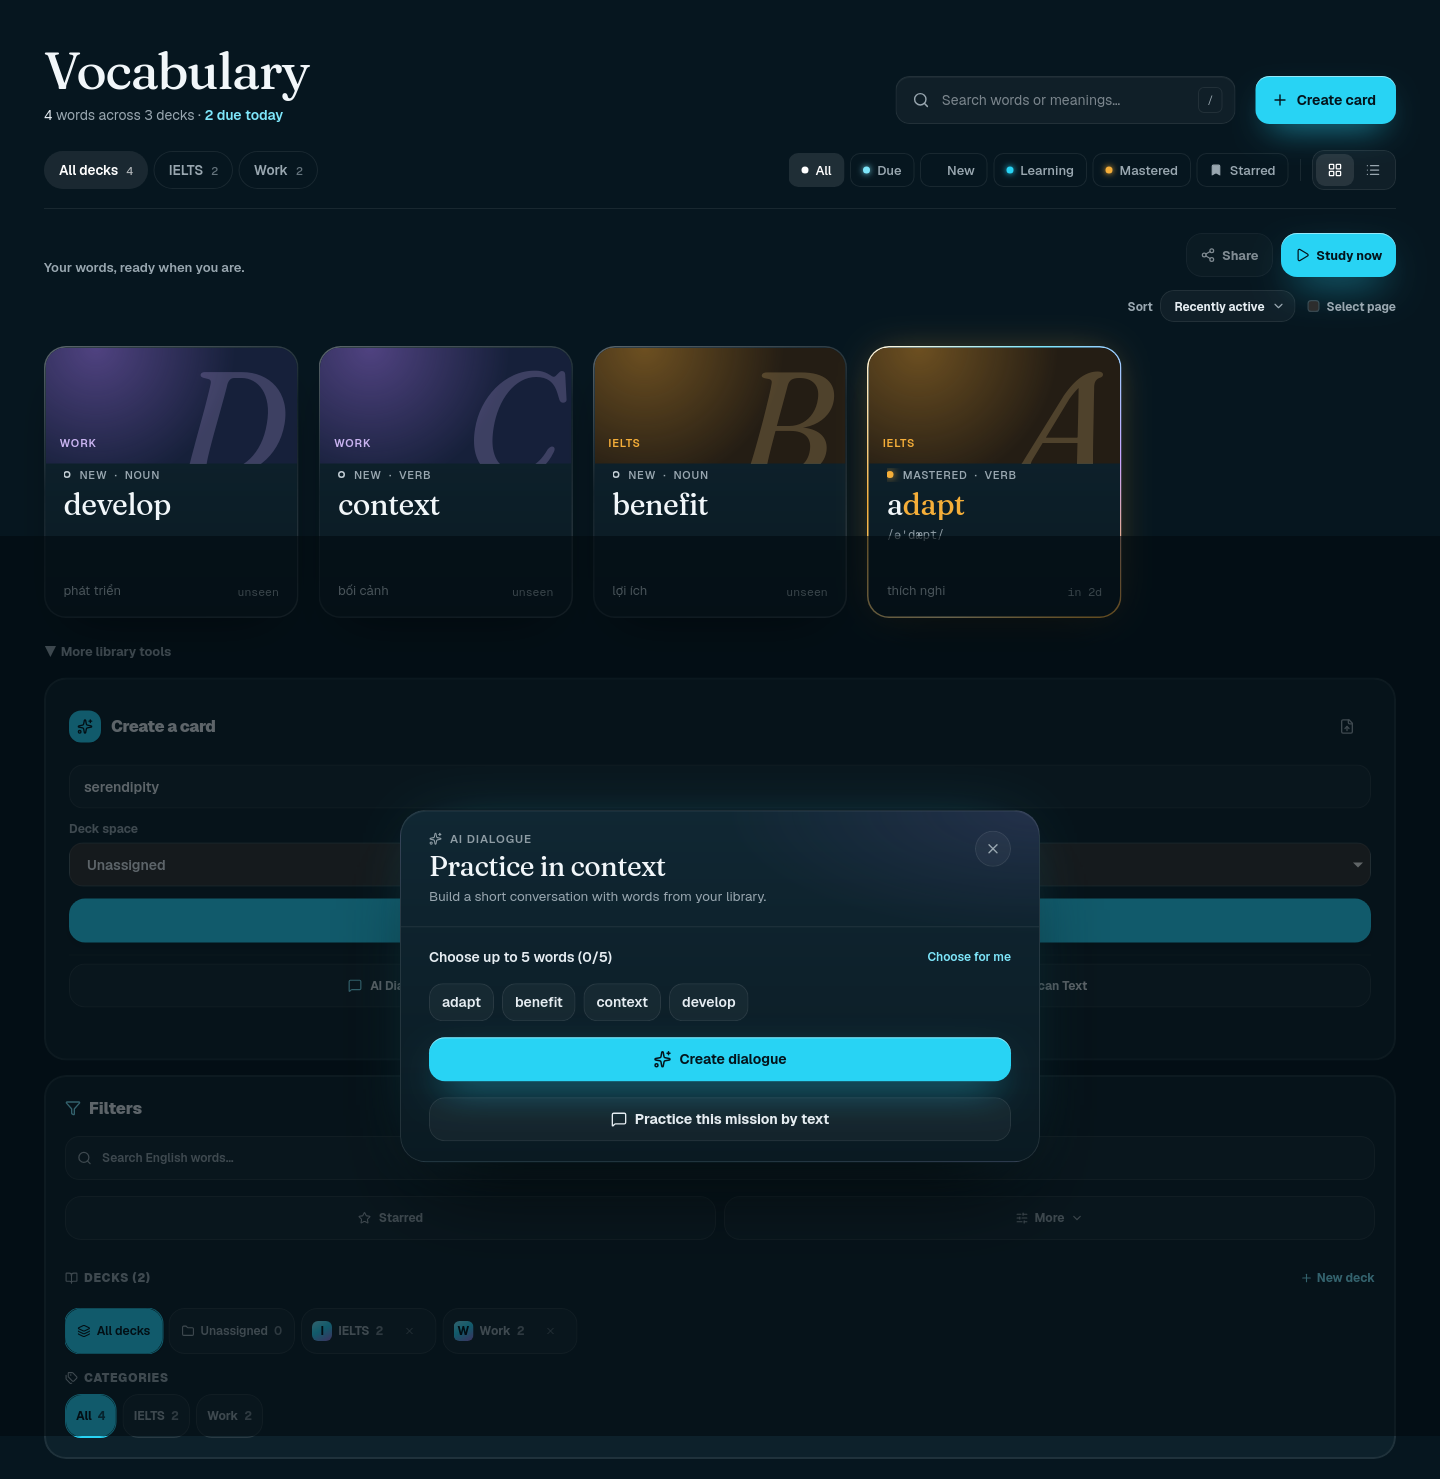 Vocabulary
4 words across 3 decks · 2 due today
Search words or meanings...
/
Create card
All decks 4
IELTS 2
Work 2
All
Due
New
Learning
Mastered
Starred
Your words, ready when you are.
Share
Study now
Sort
Recently active
Select page
D
WORK
NEW · NOUN
develop
phát triển
unseen
C
WORK
NEW · VERB
context
bối cảnh
unseen
B
IELTS
NEW · NOUN
benefit
lợi ích
unseen
A
IELTS
MASTERED · VERB
adapt
/əˈdæpt/
thích nghi
in 2d
More library tools
Create a card
serendipity
Deck space
Unassigned
AI Dia
can Text
AI DIALOGUE
Practice in context
Build a short conversation with words from your library.
Choose up to 5 words (0/5)
Choose for me
adapt
benefit
context
develop
Create dialogue
Practice this mission by text
Filters
Search English words...
Starred
More
DECKS (2)
New deck
All decks
Unassigned 0
I IELTS 2 ×
W Work 2 ×
CATEGORIES
All 4
IELTS 2
Work 2